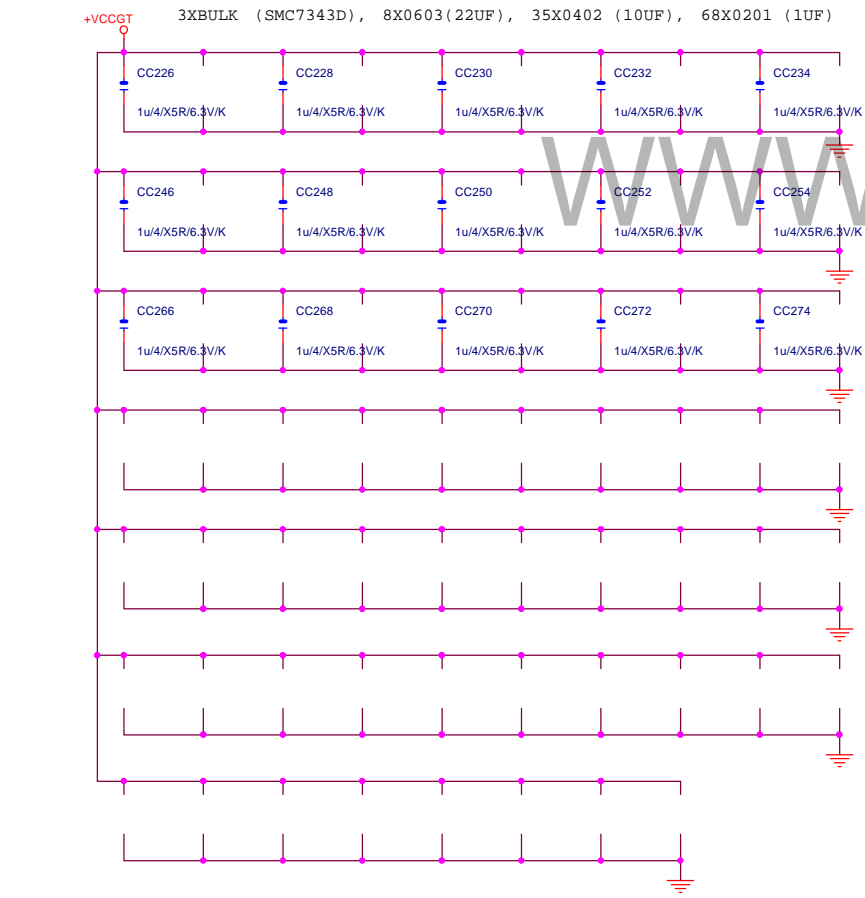 +VCCGT
3XBULK (SMC7343D), 8X0603(22UF), 35X0402 (10UF), 68X0201 (1UF)
CC226 CC228 CC230 CC232 CC234
1u/4/X5R/6.3V/K 1u/4/X5R/6.3V/K 1u/4/X5R/6.3V/K 1u/4/X5R/6.3V/K 1u/4/X5R/6.3V/K
WWW
CC246 CC248 CC250 CC252 CC254
1u/4/X5R/6.3V/K 1u/4/X5R/6.3V/K 1u/4/X5R/6.3V/K 1u/4/X5R/6.3V/K 1u/4/X5R/6.3V/K
CC266 CC268 CC270 CC272 CC274
1u/4/X5R/6.3V/K 1u/4/X5R/6.3V/K 1u/4/X5R/6.3V/K 1u/4/X5R/6.3V/K 1u/4/X5R/6.3V/K